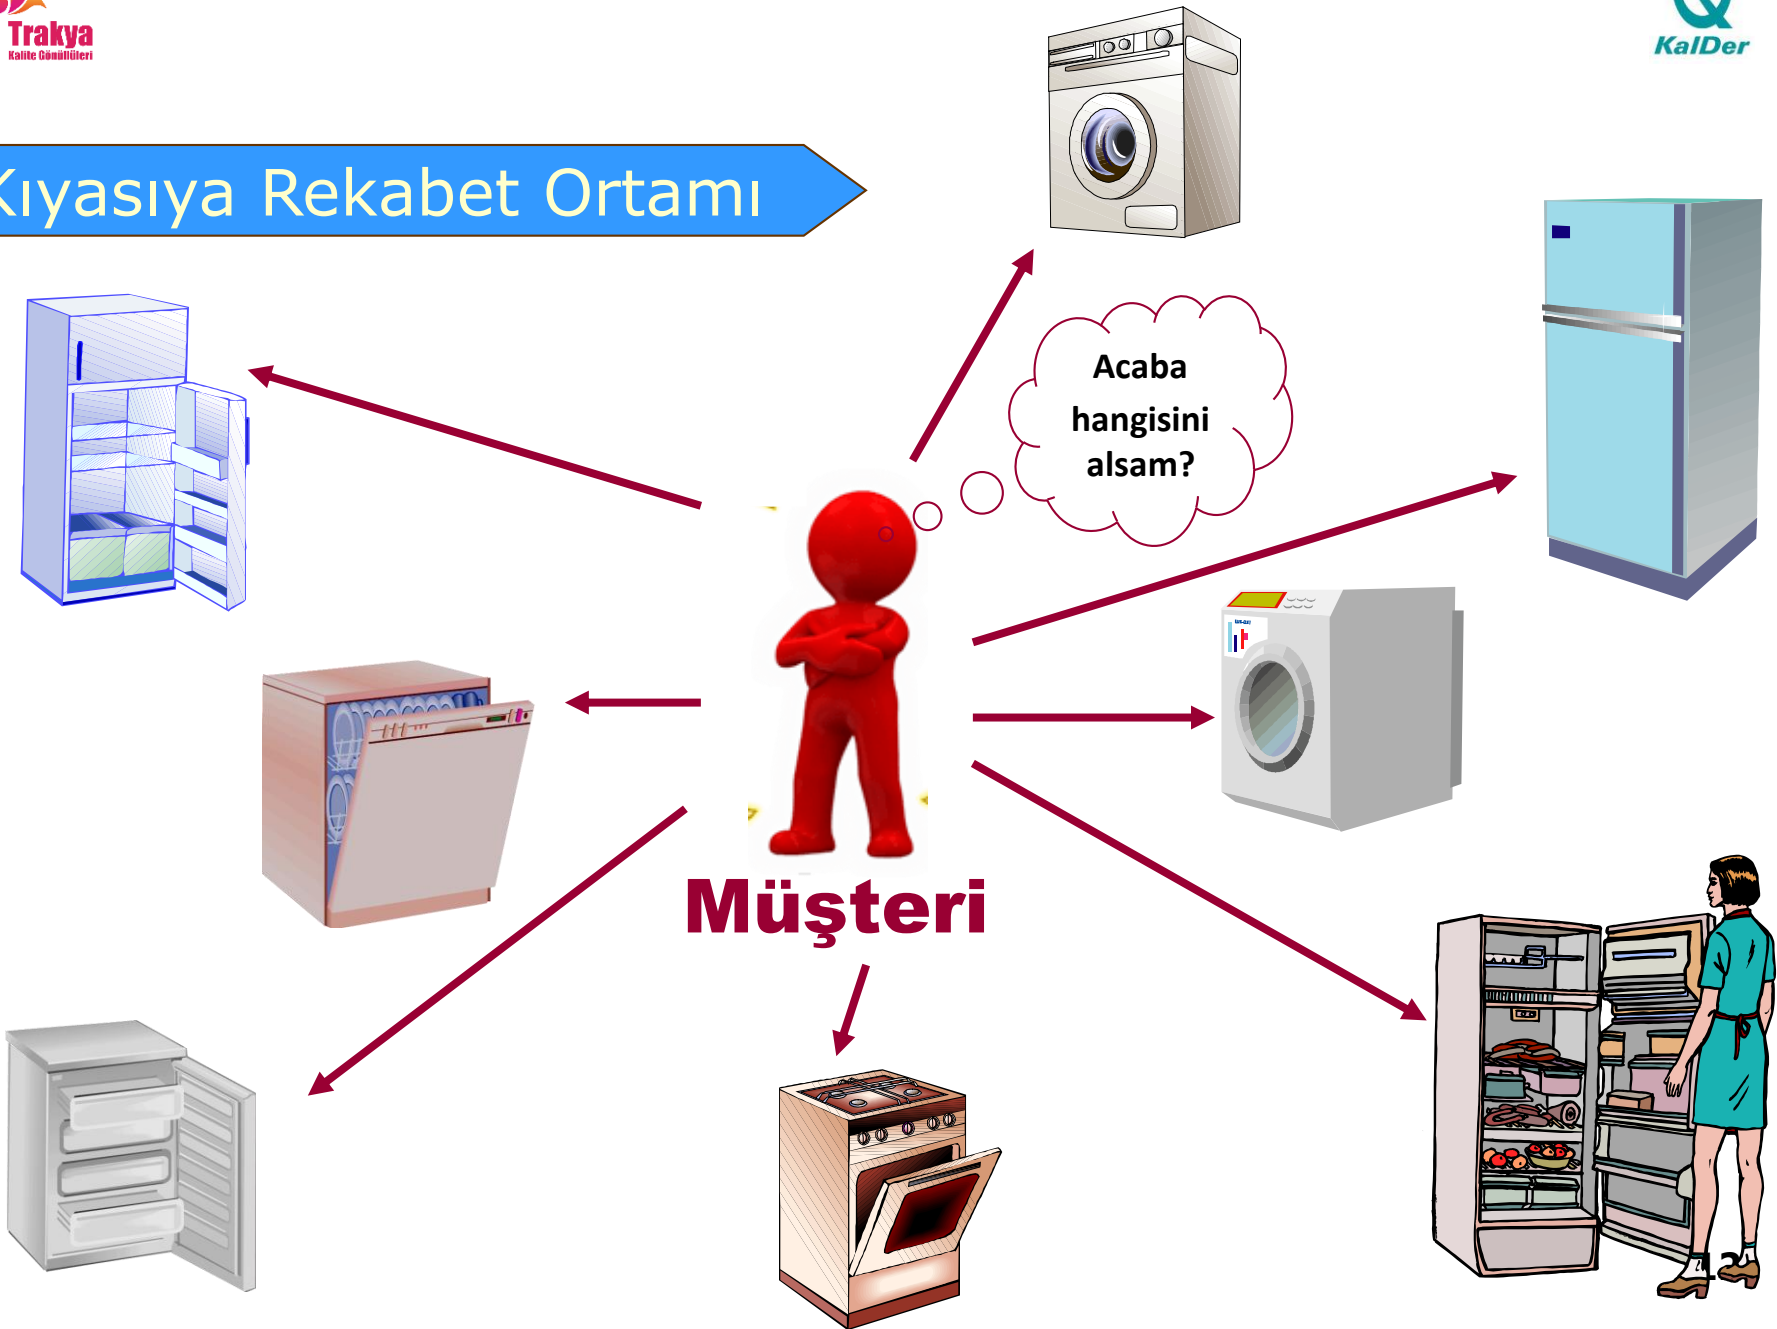 Trakya
Kalite Gönüllüleri
KalDer
Kıyasıya Rekabet Ortamı
Acaba
hangisini
alsam?
Müşteri